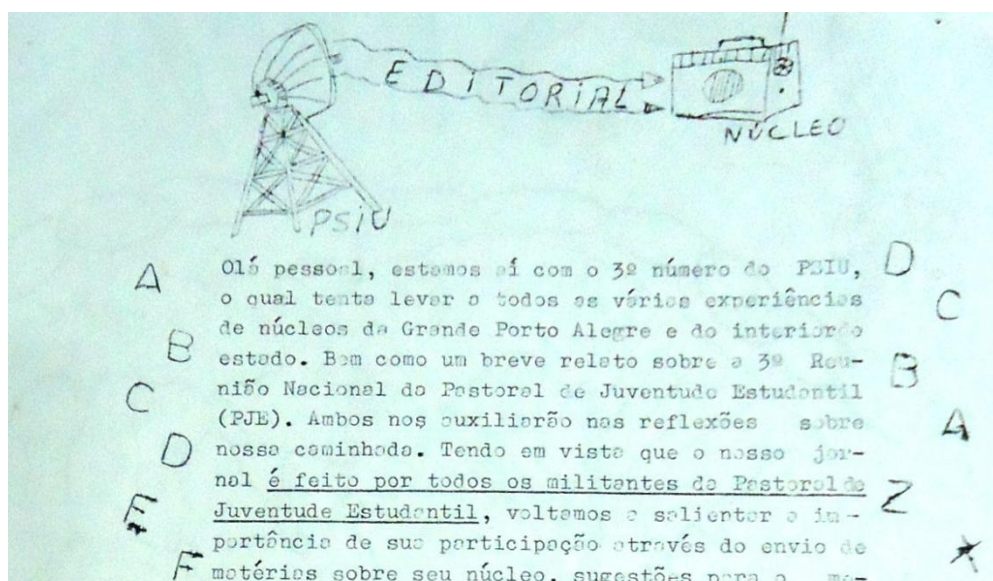 EDITORIAL
NÚCLEO
PSIU
A Olá pessoal, estamos aí com o 3º número do PSIU, D
o qual tenta levar a todos as várias experiências C
de núcleos da Grande Porto Alegre e do interior do
B estado. Bem como um breve relato sobre a 3ª Reu- B
C nião Nacional da Pastoral de Juventude Estudantil
(PJE). Ambos nos auxiliarão nas reflexões sobre A
D nossa caminhada. Tendo em vista que o nosso jor-
nal é feito por todos os militantes da Pastoral de Z
E Juventude Estudantil, voltamos a salientar a im-
portância de sua participação através do envio de X
F matérias sobre seu núcleo, sugestões para o